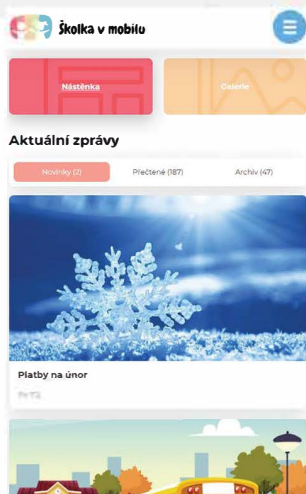 Školka v mobilu
Nástěnka
Galerie
Aktuální zprávy
Novinky (2)
Přečtené (187)
Archiv (47)
Platby na únor